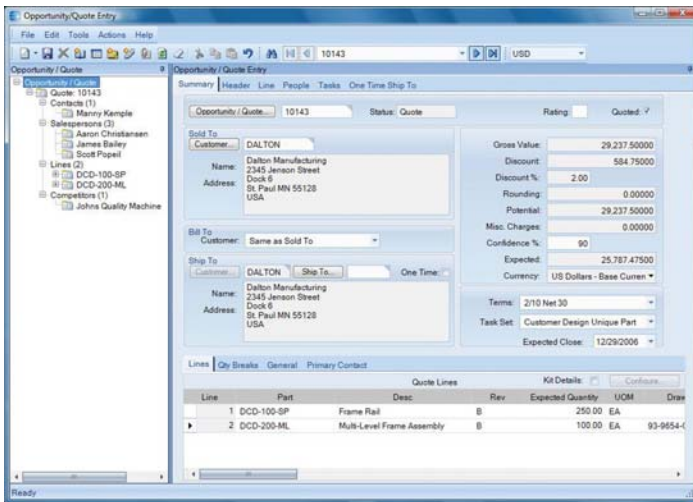 Opportunity/Quote Entry
File Edit Tools Actions Help
10143 USD
Opportunity / Quote
Opportunity / Quote
Quote: 10143
Contacts (1)
Manny Kemple
Salespersons (3)
Aaron Christiansen
James Bailey
Scott Popeil
Lines (2)
DCD-100-SP
DCD-200-ML
Competitors (1)
Johns Quality Machine
Opportunity / Quote Entry
Summary Header Line People Tasks One Time Ship To
Opportunity / Quote... 10143 Status: Quote Rating: Quoted:
Sold To
Customer... DALTON
Name: Dalton Manufacturing
Address: 2345 Jenson Street
Dock 6
St. Paul MN 55128
USA
Bill To
Customer: Same as Sold To
Ship To
Customer... DALTON Ship To... One Time:
Name: Dalton Manufacturing
Address: 2345 Jenson Street
Dock 6
St. Paul MN 55128
USA
Gross Value: 29,237.50000
Discount: 584.75000
Discount %: 2.00
Rounding: 0.00000
Potential: 29,237.50000
Misc. Charges: 0.00000
Confidence %: 90
Expected: 25,787.47500
Currency: US Dollars - Base Curren
Terms: 2/10 Net 30
Task Set: Customer Design Unique Part
Expected Close: 12/29/2006
Lines Qty Breaks General Primary Contact
Quote Lines Kit Details: Configure...
Line Part Desc Rev Expected Quantity UOM Draw
1 DCD-100-SP Frame Rail B 250.00 EA
2 DCD-200-ML Multi-Level Frame Assembly B 100.00 EA 93-9654-
Ready